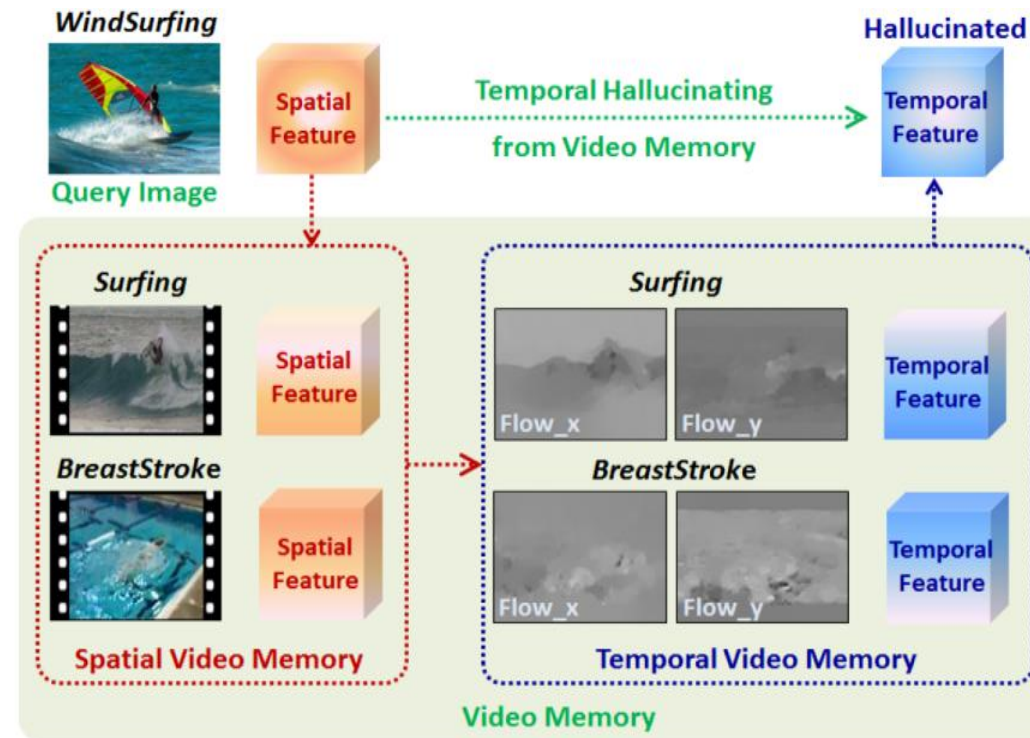 WindSurfing
Hallucinated
Spatial
Feature
Temporal Hallucinating
from Video Memory
Temporal
Feature
Query Image
Surfing
Spatial
Feature
Surfing
Flow_x
Flow_y
Temporal
Feature
BreastStroke
Spatial
Feature
BreastStroke
Flow_x
Flow_y
Temporal
Feature
Spatial Video Memory
Temporal Video Memory
Video Memory